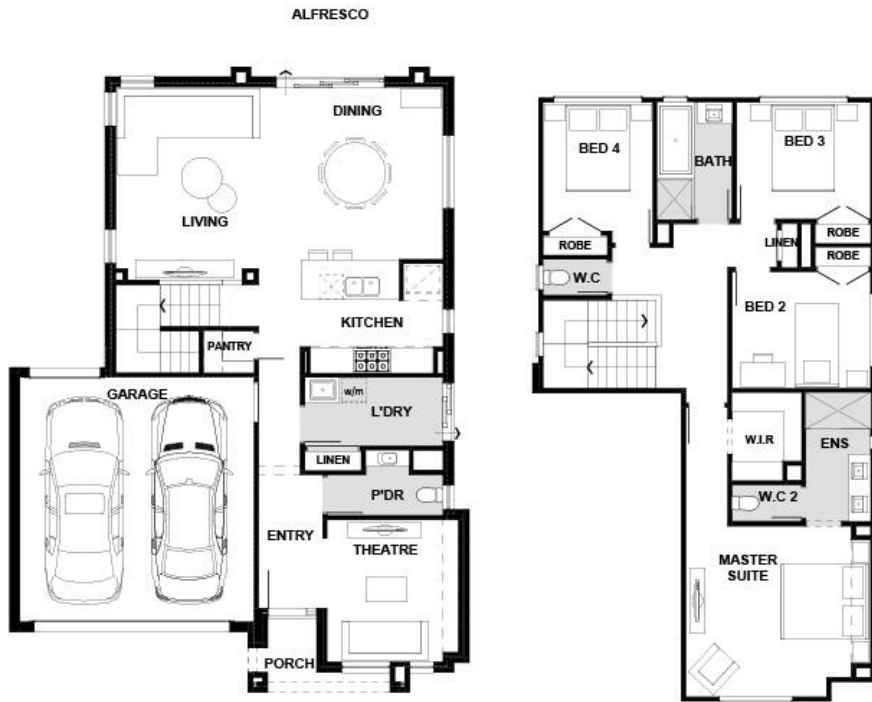 ALFRESCO
DINING
LIVING
KITCHEN
PANTRY
GARAGE
w/m
L'DRY
LINEN
P'DR
ENTRY
THEATRE
PORCH
BED 4
BATH
BED 3
ROBE
LINEN
ROBE
ROBE
W.C
BED 2
W.I.R
ENS
W.C 2
MASTER
SUITE